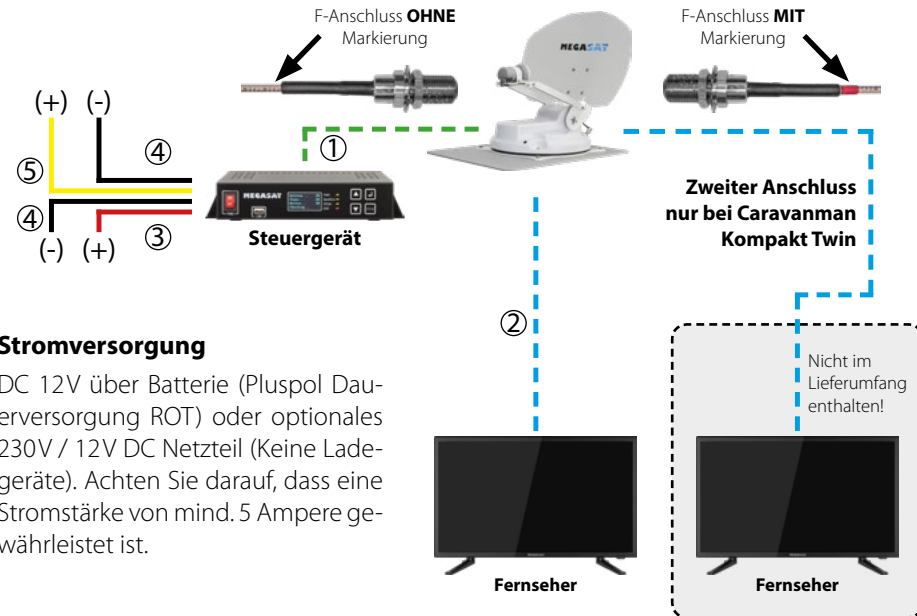 F-Anschluss OHNE
Markierung
F-Anschluss MIT
Markierung
MEGASAT
(+) (-)
④
①
⑤
④
(-) (+)
③
MEGASAT
Steuergerät
Zweiter Anschluss
nur bei Caravanman
Kompakt Twin
②
Stromversorgung
DC 12V über Batterie (Pluspol Dau-
erversorgung ROT) oder optionales
230V / 12V DC Netzteil (Keine Lade-
geräte). Achten Sie darauf, dass eine
Stromstärke von mind. 5 Ampere ge-
währleistet ist.
Nicht im
Lieferumfang
enthalten!
Fernseher
Fernseher